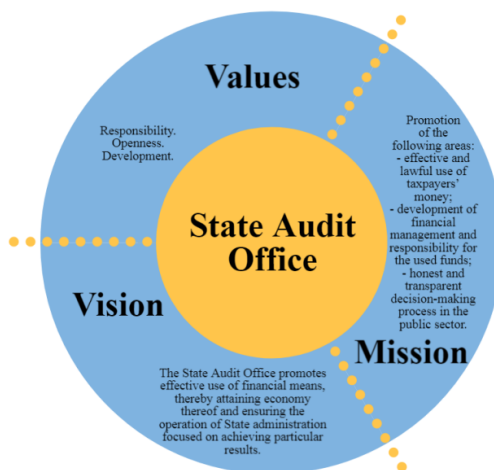 Values
Responsibility.
Openness.
Development.
Promotion
of the
following areas:
- effective and
lawful use of
taxpayers’
money;
- development of
financial
management and
responsibility for
the used funds;
- honest and
transparent
decision-making
process in the
public sector.
State Audit
Office
Vision
Mission
The State Audit Office promotes
effective use of financial means,
thereby attaining economy
thereof and ensuring the
operation of State administration
focused on achieving particular
results.